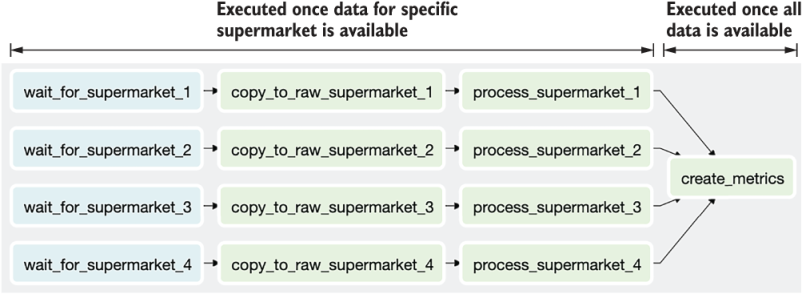 Executed once data for specific
supermarket is available
Executed once all
data is available
wait_for_supermarket_1
copy_to_raw_supermarket_1
process_supermarket_1
wait_for_supermarket_2
copy_to_raw_supermarket_2
process_supermarket_2
create_metrics
wait_for_supermarket_3
copy_to_raw_supermarket_3
process_supermarket_3
wait_for_supermarket_4
copy_to_raw_supermarket_4
process_supermarket_4